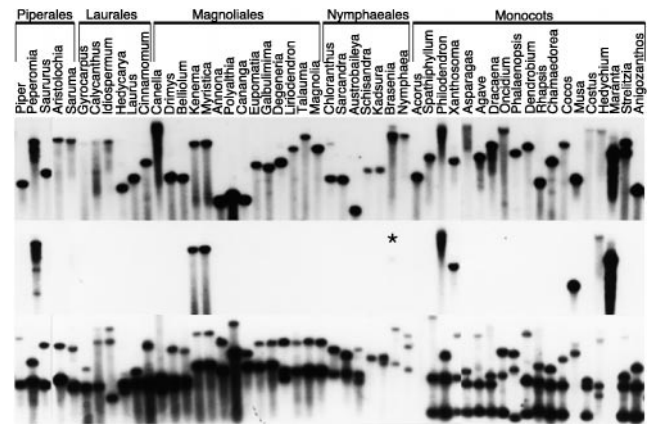 Piperales Laurales Magnoliales Nymphaeales Monocots
Piper
Peperomia
Saururus
Aristolochia
Saruma
Gyrocarpus
Calycanthus
Idiospermum
Hedycarya
Laurus
Cinnamomum
Canella
Drimys
Belliolum
Knema
Myristica
Annona
Polyalthia
Cananga
Eupomatia
Galbulimima
Degeneria
Liriodendron
Talauma
Magnolia
Chloranthus
Sarcandra
Austrobaileya
Schisandra
Kadsura
Brasenia
Nymphaea
Acorus
Spathiphyllum
Philodendron
Xanthosoma
Asparagas
Agave
Dracaena
Oncidium
Phalaenopsis
Dendrobium
Rhapsis
Chamaedorea
Cocos
Musa
Costus
Hedychium
Maranta
Strelitzia
Anigozanthos
*